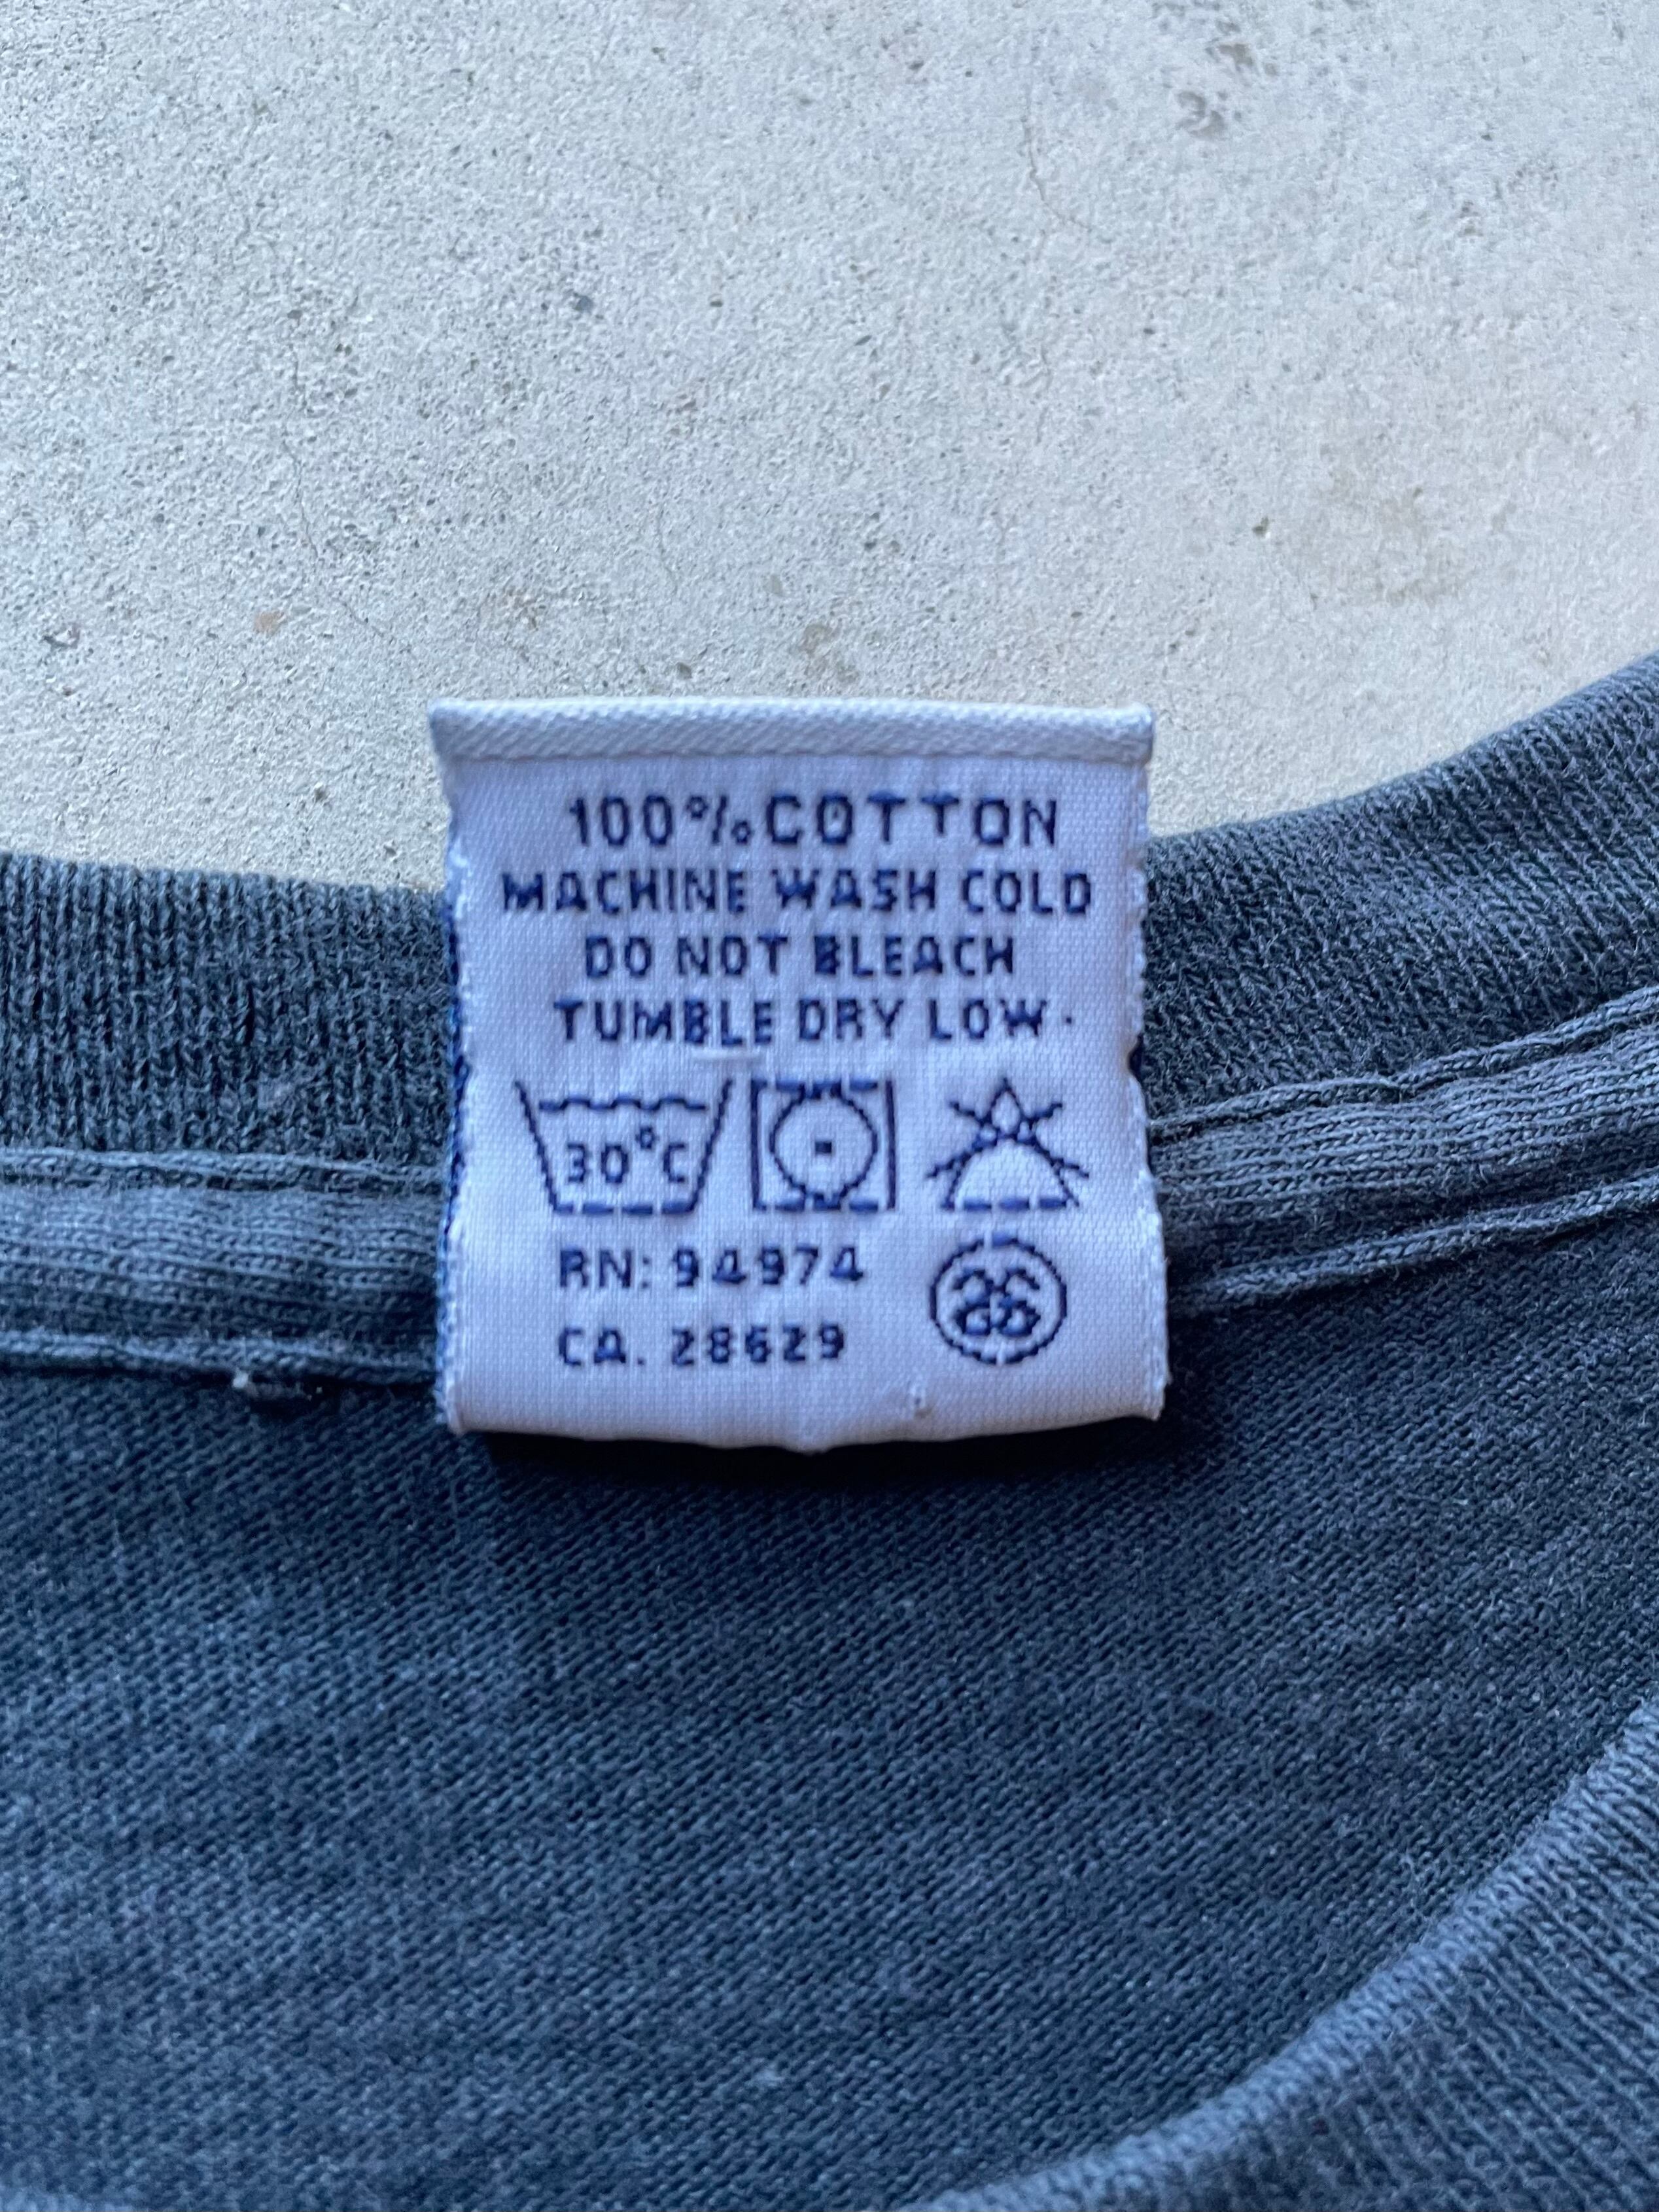 100% COTTON
MACHINE WASH COLD
DO NOT BLEACH
TUMBLE DRY LOW.
30°C
RN: 94974
CA. 28629